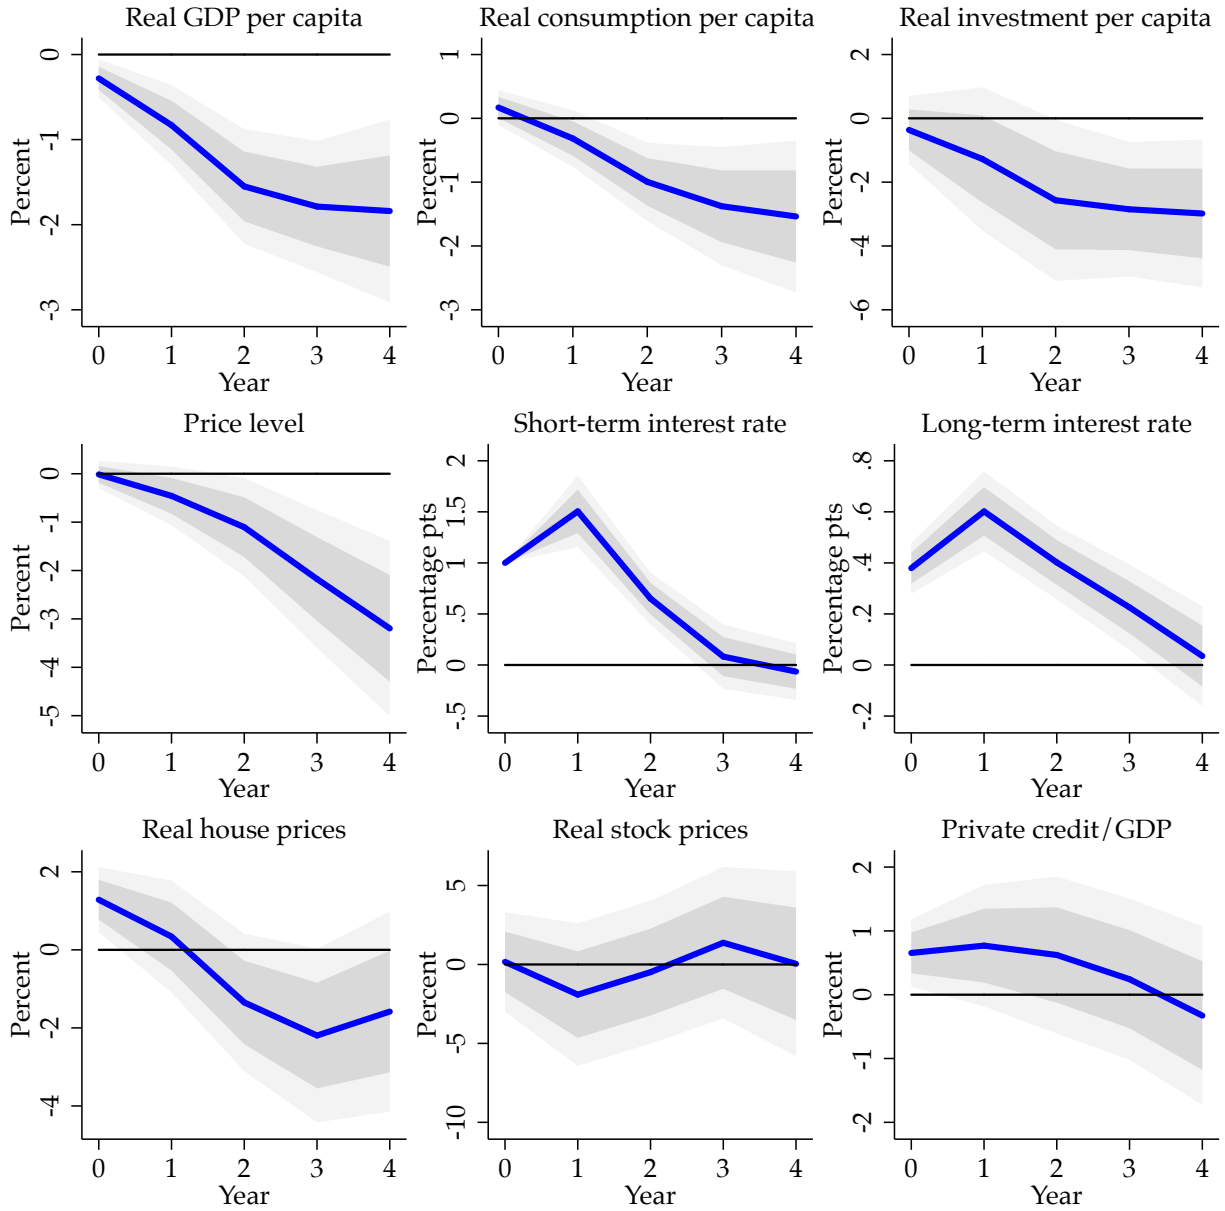 Real GDP per capita
Percent
0
-1
-2
-3
0 1 2 3 4
Year
Real consumption per capita
Percent
1
0
-1
-2
-3
0 1 2 3 4
Year
Real investment per capita
Percent
2
0
-2
-4
-6
0 1 2 3 4
Year
Price level
Percent
0
-1
-2
-3
-4
-5
0 1 2 3 4
Year
Short-term interest rate
Percentage pts
2
1.5
1
.5
0
-.5
0 1 2 3 4
Year
Long-term interest rate
Percentage pts
.8
.6
.4
.2
0
-.2
0 1 2 3 4
Year
Real house prices
Percent
2
0
-2
-4
0 1 2 3 4
Year
Real stock prices
Percent
5
0
-5
-10
0 1 2 3 4
Year
Private credit/GDP
Percent
2
1
0
-1
-2
0 1 2 3 4
Year